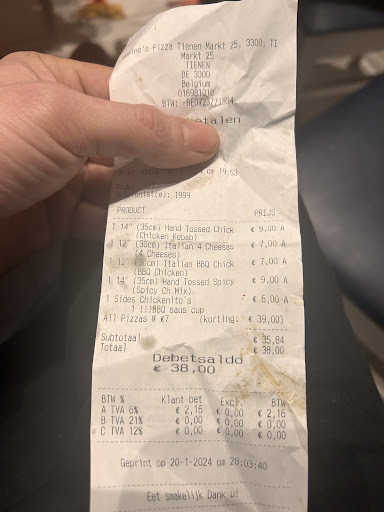 ino's Pizza Tienen Markt 25, 3300, TI
Markt 25
TIENEN
BE 3300
Belgium
016981010
BTW: -BE0723771834
etalen
om 19:53
1999
PRODUCT PRIJS
1 14" (35cm) Hand Tossed Chick € 9,00 A
(Chicken Kebab)
1 12" (30cm) Italian 4 Cheeses € 7,00 A
(4 Cheeses)
1 12" (30cm) Italian BBQ Chick € 7,00 A
(BBQ Chicken)
1 14" (35cm) Hand Tossed Spicy € 9,00 A
(Spicy Ch Mix)
1 Sides Chickenito's € 6,00 A
1 !!!BBQ saus cup
All Pizzas @ €7 (korting: € 39,00)
Subtotaal € 35,84
Totaal € 38,00
Debetsaldo
€ 38,00
BTW % Klant bet Excl. BTW
A TVA 6% € 2,16 € 0,00 € 2,16
B TVA 21% € 0,00 € 0,00 € 0,00
C TVA 12% € 0,00 € 0,00 € 0,00
Geprint op 20-1-2024 om 20:03:40
Eet smakelijk Dank u!